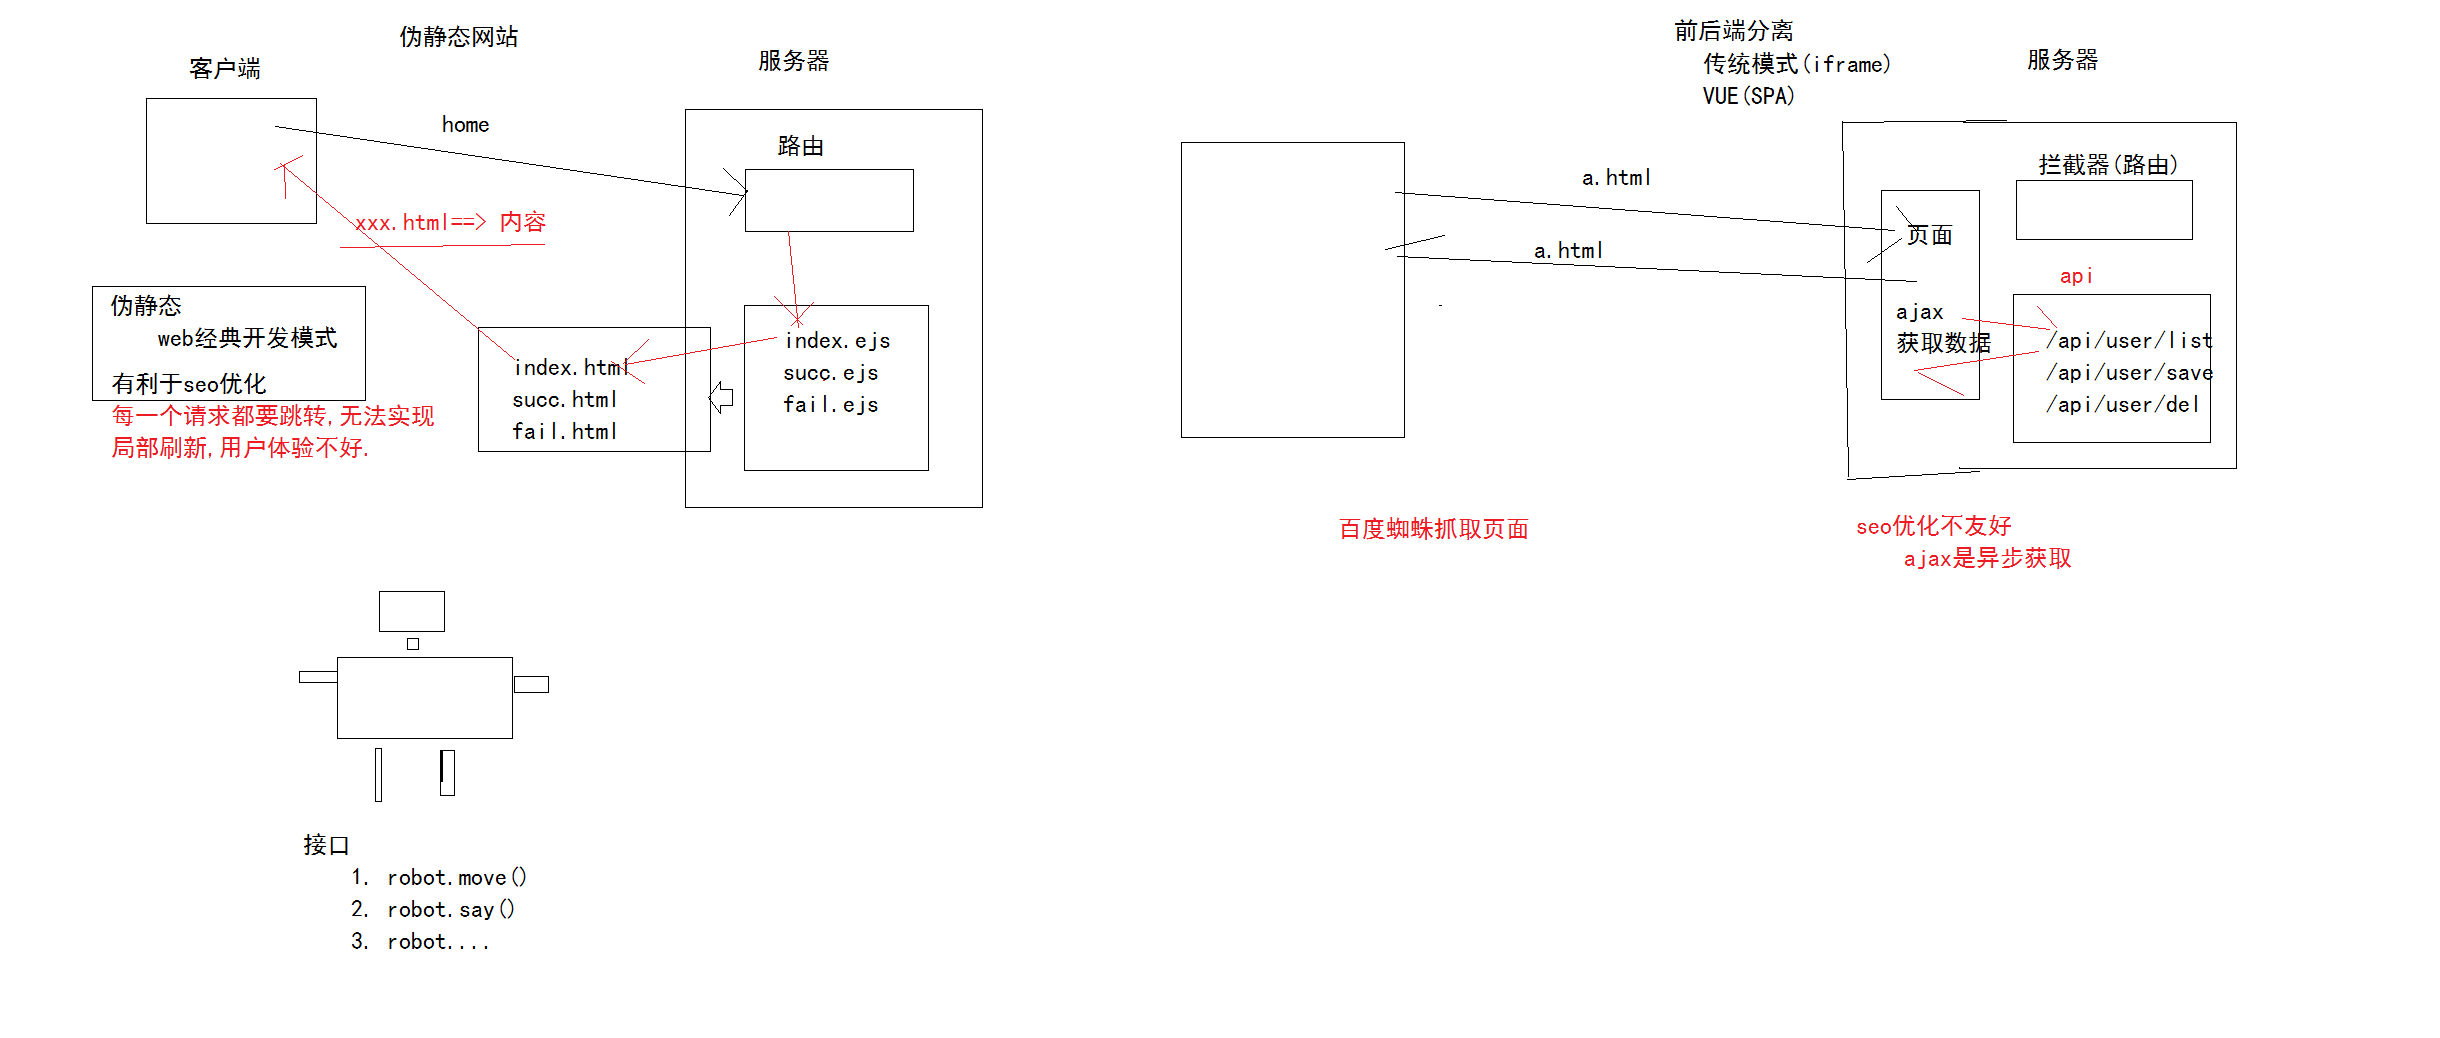 伪静态网站
客户端
服务器
home
路由
xxx.html==> 内容
伪静态
web经典开发模式
有利于seo优化
每一个请求都要跳转,无法实现
局部刷新,用户体验不好.
index.html
succ.html
fail.html
index.ejs
succ.ejs
fail.ejs
接口
1. robot.move()
2. robot.say()
3. robot....
前后端分离
传统模式(iframe)
VUE(SPA)
服务器
a.html
a.html
页面
ajax
获取数据
拦截器(路由)
api
/api/user/list
/api/user/save
/api/user/del
百度蜘蛛抓取页面
seo优化不友好
ajax是异步获取